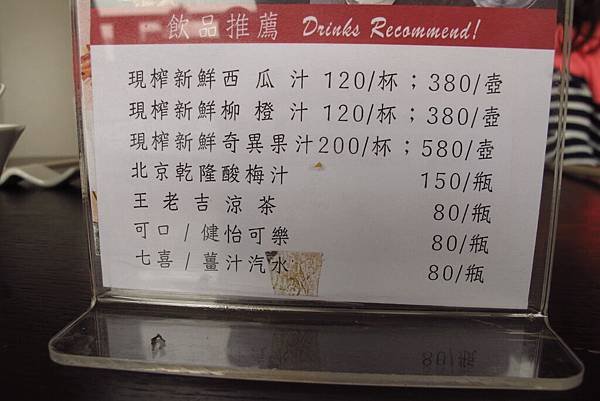 飲品推薦 Drinks Recommend!
現榨新鮮西瓜汁 120/杯；380/壺
現榨新鮮柳橙汁 120/杯；380/壺
現榨新鮮奇異果汁200/杯；580/壺
北京乾隆酸梅汁 150/瓶
王老吉涼茶 80/瓶
可口/健怡可樂 80/瓶
七喜/薑汁汽水 80/瓶